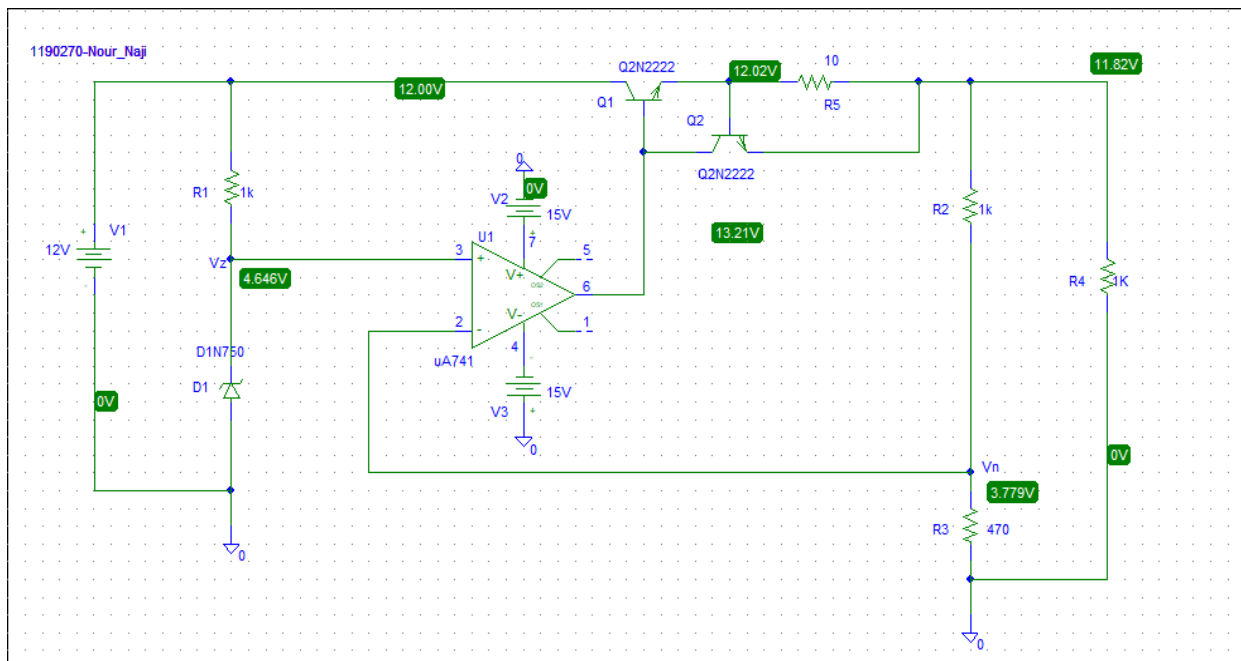 1190270-Nour_Naji
10
11.82V
Q2N2222
12.02V
12.00V
R5
Q1
Q2
Q2N2222
0
0V
R1
1k
V2
15V
R2
1k
V1
12V
U1
7
5
13.21V
Vz
3
+
V+
OS2
4.646V
6
R4
1K
OS1
2
-
V-
1
D1N750
4
uA741
D1
15V
0V
V3
0
0V
Vn
3.779V
R3
470
0
0